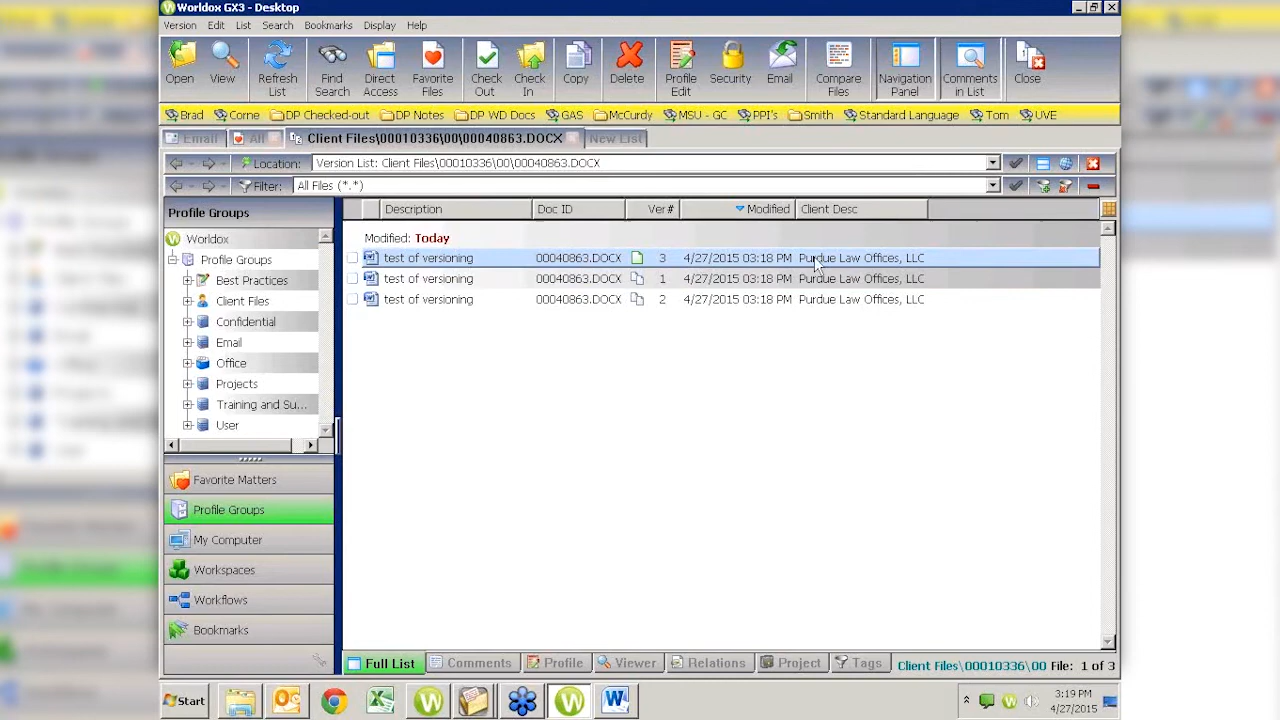 Worldox GX3 - Desktop
Version Edit List Search Bookmarks Display Help
Open View Refresh List Find Search Direct Access Favorite Files Check Out Check In Copy Delete Profile Edit Security Email Compare Files Navigation Panel Comments in List Close
Brad Corne DP Checked-out DP Notes DP WD Docs GAS McCurdy MSU - GC PPI's Smith Standard Language Tom UVE
Email All Client Files\00010336\00\00040863.DOCX New List
Location: Version List: Client Files\00010336\00\00040863.DOCX
Filter: All Files (*.*)
Profile Groups
Description Doc ID Ver# Modified Client Desc
Worldox
Profile Groups
Best Practices
Client Files
Confidential
Email
Office
Projects
Training and Su...
User
Modified: Today
test of versioning 00040863.DOCX 3 4/27/2015 03:18 PM Purdue Law Offices, LLC
test of versioning 00040863.DOCX 1 4/27/2015 03:18 PM Purdue Law Offices, LLC
test of versioning 00040863.DOCX 2 4/27/2015 03:18 PM Purdue Law Offices, LLC
Favorite Matters
Profile Groups
My Computer
Workspaces
Workflows
Bookmarks
Full List Comments Profile Viewer Relations Project Tags Client Files\00010336\00 File: 1 of 3
Start
3:19 PM
4/27/2015